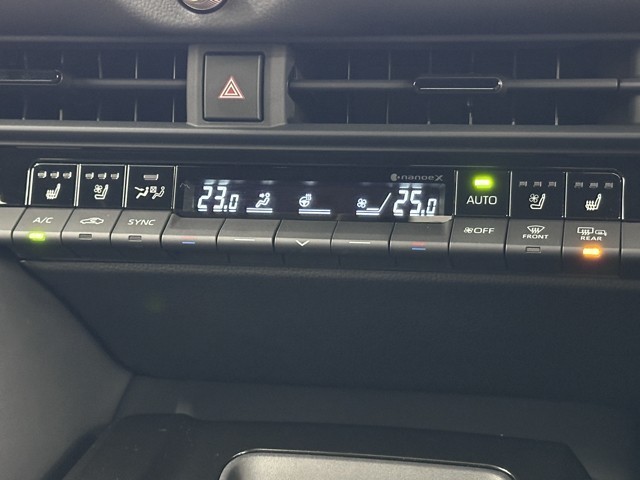 nanoeX
23.0
25.0
AUTO
A/C
SYNC
OFF
FRONT
REAR